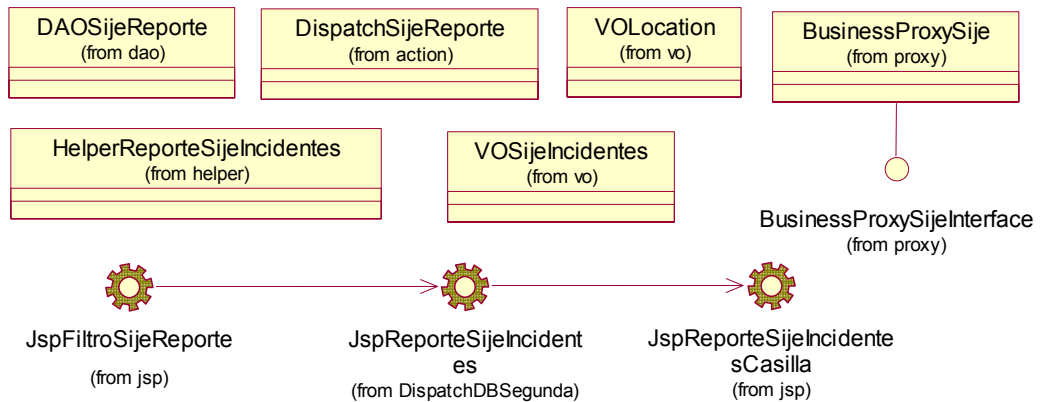 DAOSijeReporte
(from dao)
DispatchSijeReporte
(from action)
VOLocation
(from vo)
BusinessProxySije
(from proxy)
HelperReporteSijeIncidentes
(from helper)
VOSijeIncidentes
(from vo)
BusinessProxySijeInterface
(from proxy)
JspFiltroSijeReporte
(from jsp)
JspReporteSijeIncident
es
(from DispatchDBSegunda)
JspReporteSijeIncidente
sCasilla
(from jsp)